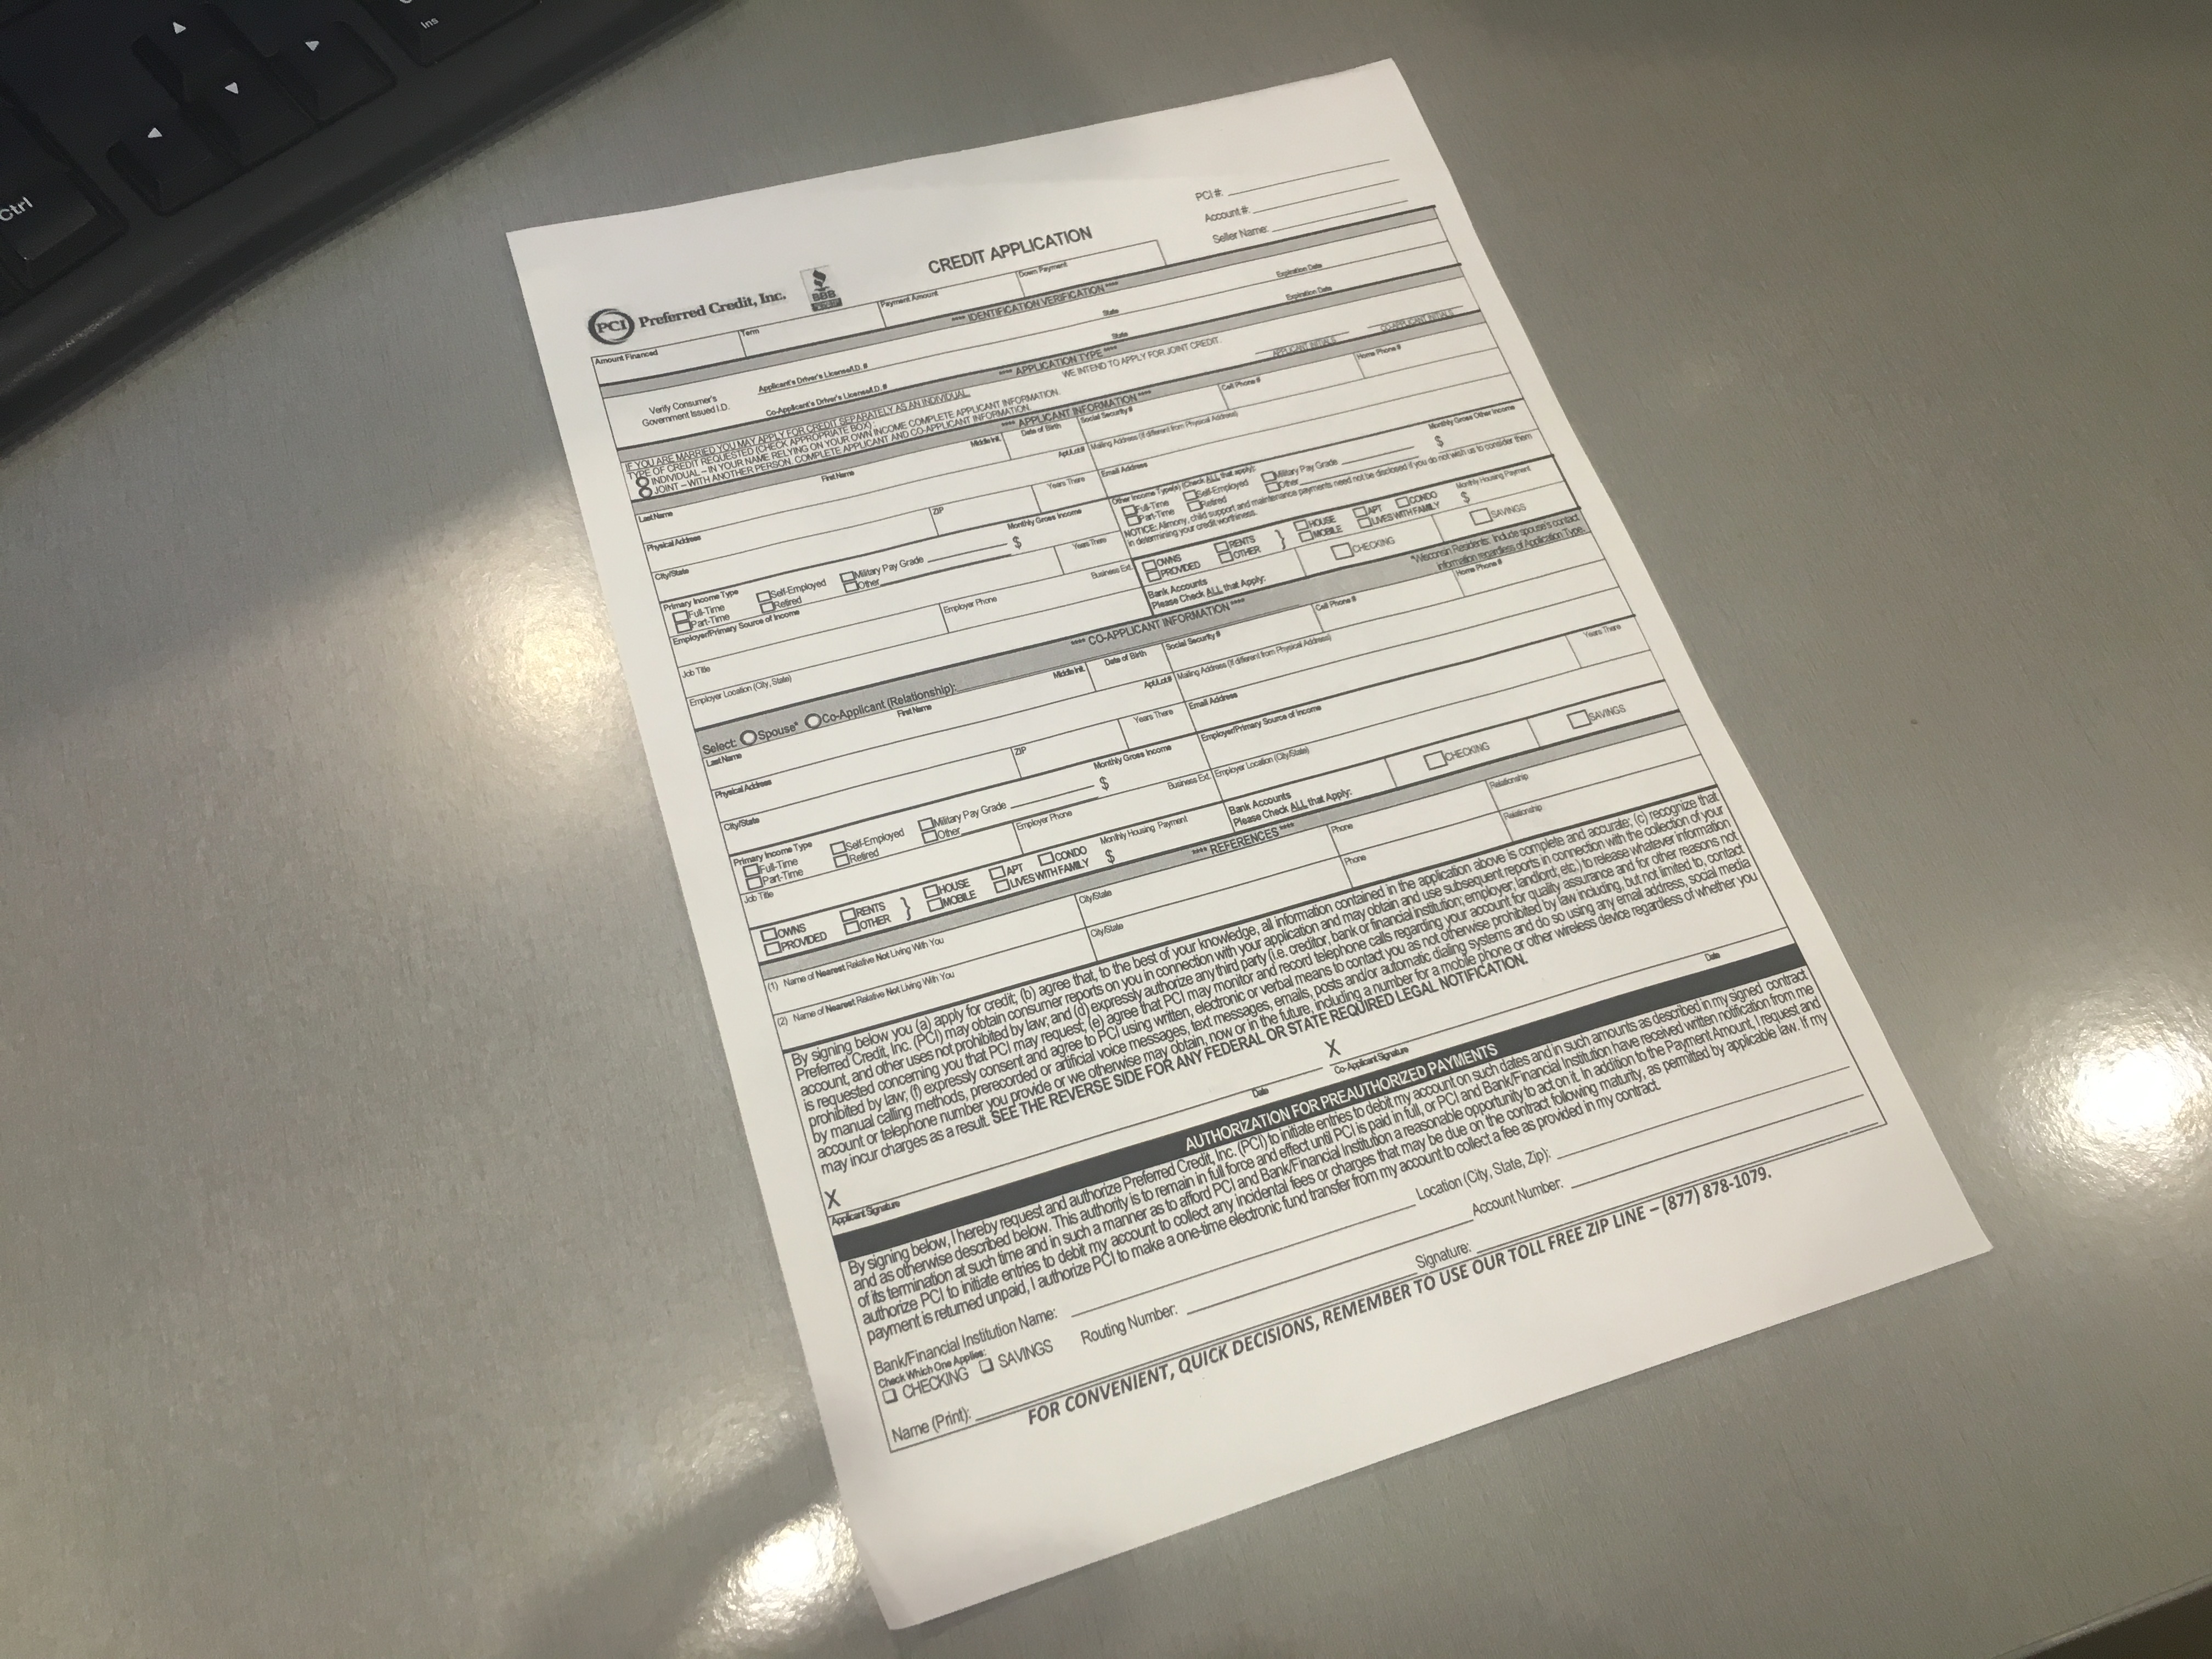 Ins
Ctrl
PCI #:
Account #:
Seller Name:
PCI Preferred Credit, Inc.
BBB
CREDIT APPLICATION
Amount Financed Term Payment Amount Down Payment
**** IDENTIFICATION VERIFICATION ****
Verify Consumer's
Government Issued I.D.
Applicant's Driver's License/I.D. # State Expiration Date
Co-Applicant's Driver's License/I.D. # State Expiration Date
**** APPLICATION TYPE ****
IF YOU ARE MARRIED YOU MAY APPLY FOR CREDIT SEPARATELY AS AN INDIVIDUAL.
TYPE OF CREDIT REQUESTED (CHECK APPROPRIATE BOX)
INDIVIDUAL – IN YOUR NAME RELYING ON YOUR OWN INCOME COMPLETE APPLICANT INFORMATION.
JOINT – WITH ANOTHER PERSON. COMPLETE APPLICANT AND CO-APPLICANT INFORMATION.
WE INTEND TO APPLY FOR JOINT CREDIT.
APPLICANT INITIALS CO-APPLICANT INITIALS
**** APPLICANT INFORMATION ****
Last Name First Name Middle Init. Date of Birth Social Security # Cell Phone # Home Phone #
Physical Address Apt/Lot# Mailing Address (If different from Physical Address)
City/State ZIP Years There Email Address
Primary Income Type
Full-Time Self-Employed Military Pay Grade
Part-Time Retired Other
Monthly Gross Income
$
Other Income Type(s) (Check ALL that apply):
Full-Time Self-Employed Military Pay Grade
Part-Time Retired Other
Monthly Gross Other Income
$
NOTICE: Alimony, child support and maintenance payments need not be disclosed if you do not wish us to consider them
in determining your credit worthiness.
Employer/Primary Source of Income Years There
OWNS RENTS } HOUSE APT CONDO
PROVIDED OTHER MOBILE LIVES WITH FAMILY
Monthly Housing Payment
$
Job Title Employer Phone Business Ext.
Bank Accounts
Please Check ALL that Apply:
CHECKING SAVINGS
Employer Location (City, State)
**** CO-APPLICANT INFORMATION ****
*Wisconsin Residents: Include spouse's contact
information regardless of Application Type.
Select: Spouse* Co-Applicant (Relationship):
Last Name First Name Middle Init. Date of Birth Social Security # Cell Phone # Home Phone #
Physical Address Apt/Lot# Mailing Address (If different from Physical Address)
City/State ZIP Years There Email Address
Primary Income Type
Full-Time Self-Employed Military Pay Grade
Part-Time Retired Other
Monthly Gross Income
$
Employer/Primary Source of Income Years There
Job Title Employer Phone Business Ext. Employer Location (City/State)
OWNS RENTS } HOUSE APT CONDO
PROVIDED OTHER MOBILE LIVES WITH FAMILY
Monthly Housing Payment
$
Bank Accounts
Please Check ALL that Apply:
CHECKING SAVINGS
**** REFERENCES ****
(1) Name of Nearest Relative Not Living With You City/State Phone Relationship
(2) Name of Nearest Relative Not Living With You City/State Phone Relationship
By signing below you (a) apply for credit; (b) agree that, to the best of your knowledge, all information contained in the application above is complete and accurate; (c) recognize that
Preferred Credit, Inc. (PCI) may obtain consumer reports on you in connection with your application and may obtain and use subsequent reports in connection with the collection of your
account, and other uses not prohibited by law; and (d) expressly authorize any third party (i.e. creditor, bank or financial institution; employer; landlord; etc.) to release whatever information
is requested concerning you that PCI may request; (e) agree that PCI may monitor and record telephone calls regarding your account for quality assurance and for other reasons not
prohibited by law; (f) expressly consent and agree to PCI using written, electronic or verbal means to contact you as not otherwise prohibited by law including, but not limited to, contact
by manual calling methods, prerecorded or artificial voice messages, text messages, emails, posts and/or automatic dialing systems and do so using any email address, social media
account or telephone number you provide or we otherwise may obtain, now or in the future, including a number for a mobile phone or other wireless device regardless of whether you
may incur charges as a result. SEE THE REVERSE SIDE FOR ANY FEDERAL OR STATE REQUIRED LEGAL NOTIFICATION.
X X
Applicant Signature Date Co-Applicant Signature Date
AUTHORIZATION FOR PREAUTHORIZED PAYMENTS
By signing below, I hereby request and authorize Preferred Credit, Inc. (PCI) to initiate entries to debit my account on such dates and in such amounts as described in my signed contract
and as otherwise described below. This authority is to remain in full force and effect until PCI is paid in full, or PCI and Bank/Financial Institution have received written notification from me
of its termination at such time and in such a manner as to afford PCI and Bank/Financial Institution a reasonable opportunity to act on it. In addition to the Payment Amount, I request and
authorize PCI to initiate entries to debit my account to collect any incidental fees or charges that may be due on the contract following maturity, as permitted by applicable law. If my
payment is returned unpaid, I authorize PCI to make a one-time electronic fund transfer from my account to collect a fee as provided in my contract.
Bank/Financial Institution Name: Location (City, State, Zip):
Check Which One Applies:
CHECKING SAVINGS Routing Number: Account Number:
Name (Print): Signature:
FOR CONVENIENT, QUICK DECISIONS, REMEMBER TO USE OUR TOLL FREE ZIP LINE – (877) 878-1079.